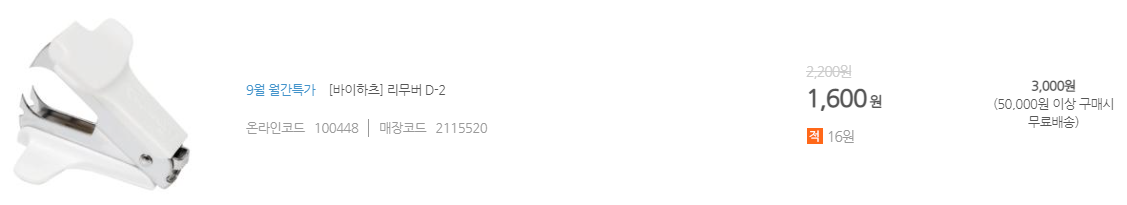 9월 월간특가 [바이하츠] 리무버 D-2
온라인코드 100448 | 매장코드 2115520
2,200원
1,600원
적 16원
3,000원
(50,000원 이상 구매시
무료배송)